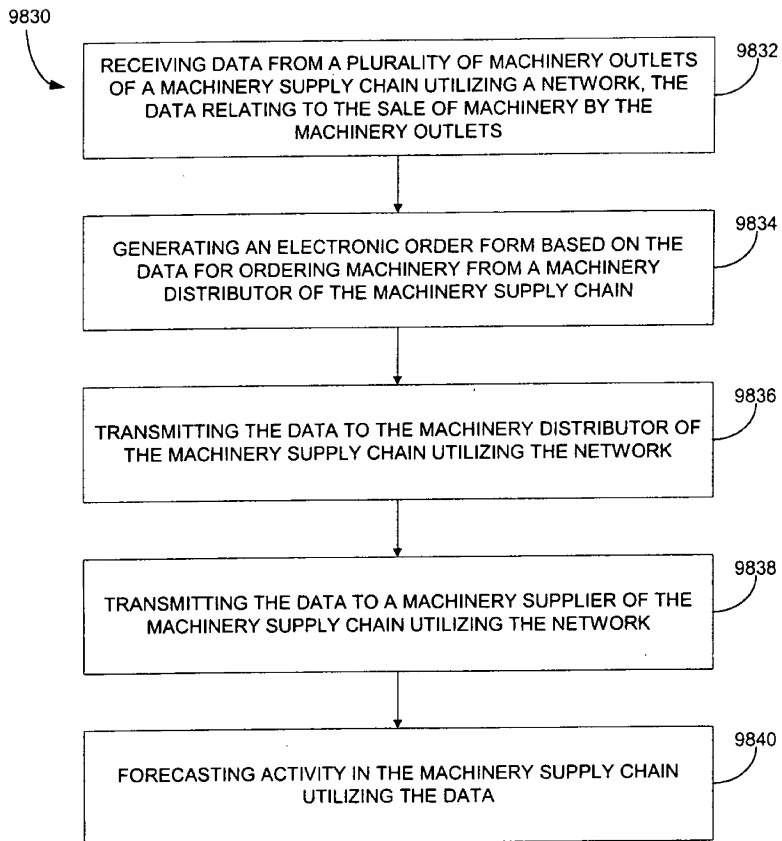 9830
9832
RECEIVING DATA FROM A PLURALITY OF MACHINERY OUTLETS
OF A MACHINERY SUPPLY CHAIN UTILIZING A NETWORK, THE
DATA RELATING TO THE SALE OF MACHINERY BY THE
MACHINERY OUTLETS
9834
GENERATING AN ELECTRONIC ORDER FORM BASED ON THE
DATA FOR ORDERING MACHINERY FROM A MACHINERY
DISTRIBUTOR OF THE MACHINERY SUPPLY CHAIN
9836
TRANSMITTING THE DATA TO THE MACHINERY DISTRIBUTOR OF
THE MACHINERY SUPPLY CHAIN UTILIZING THE NETWORK
9838
TRANSMITTING THE DATA TO A MACHINERY SUPPLIER OF THE
MACHINERY SUPPLY CHAIN UTILIZING THE NETWORK
9840
FORECASTING ACTIVITY IN THE MACHINERY SUPPLY CHAIN
UTILIZING THE DATA